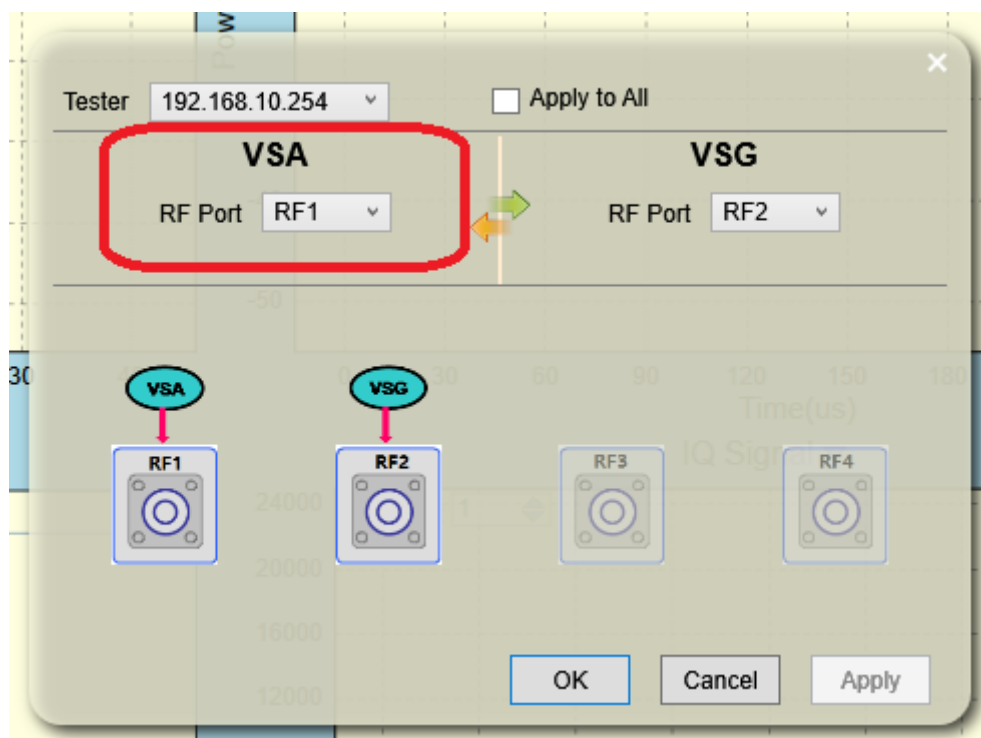 Pow
Tester 192.168.10.254 Apply to All
VSA VSG
RF Port RF1 RF Port RF2
-50
30 0 30 60 90 120 150 180
VSA VSG Time(us)
RF1 RF2 RF3 IQ Sign RF4
24000 1
20000
16000
12000
OK Cancel Apply